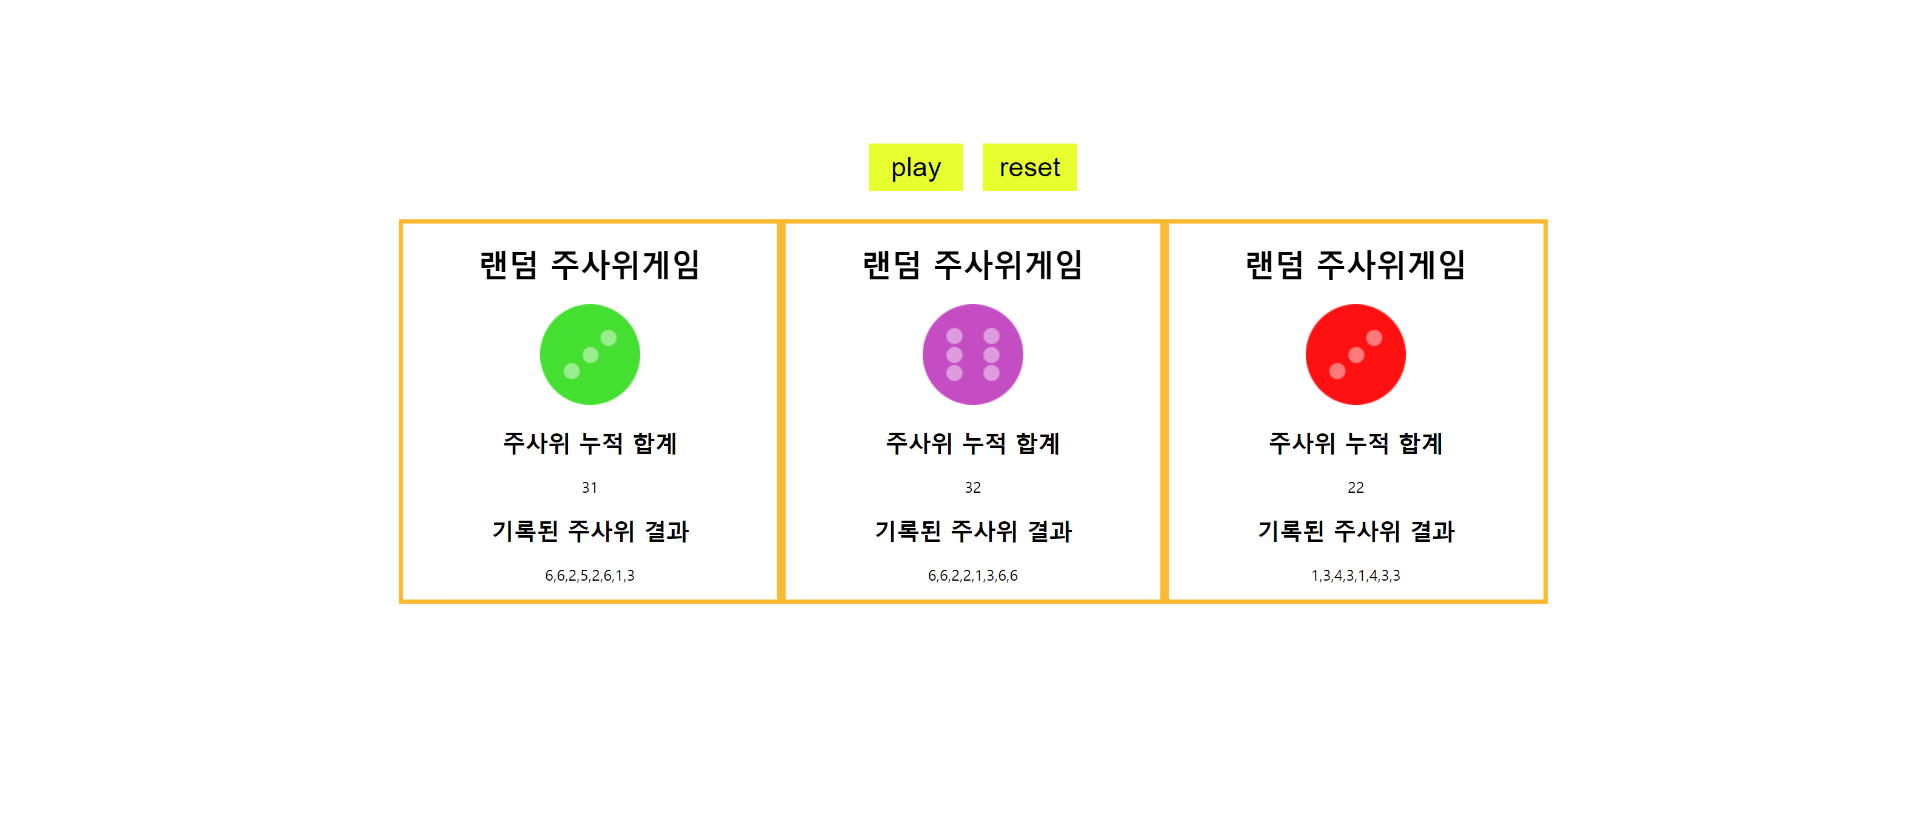 play reset
랜덤 주사위게임
주사위 누적 합계
31
기록된 주사위 결과
6,6,2,5,2,6,1,3
랜덤 주사위게임
주사위 누적 합계
32
기록된 주사위 결과
6,6,2,2,1,3,6,6
랜덤 주사위게임
주사위 누적 합계
22
기록된 주사위 결과
1,3,4,3,1,4,3,3